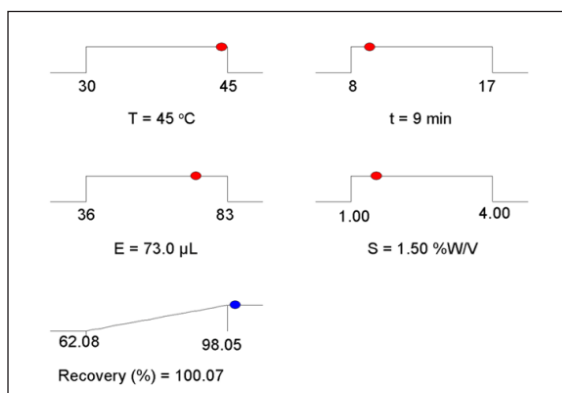 30 45 8 17
T = 45 °C t = 9 min
36 83 1.00 4.00
E = 73.0 µL S = 1.50 %W/V
62.08 98.05
Recovery (%) = 100.07